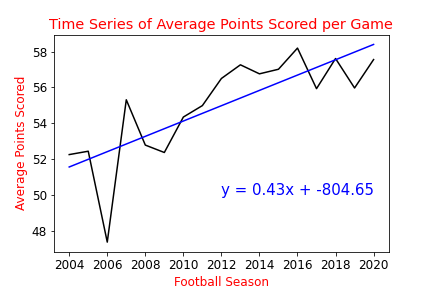 Time Series of Average Points Scored per Game
58
56
54
52
50
48
Average Points Scored
y = 0.43x + -804.65
2004 2006 2008 2010 2012 2014 2016 2018 2020
Football Season